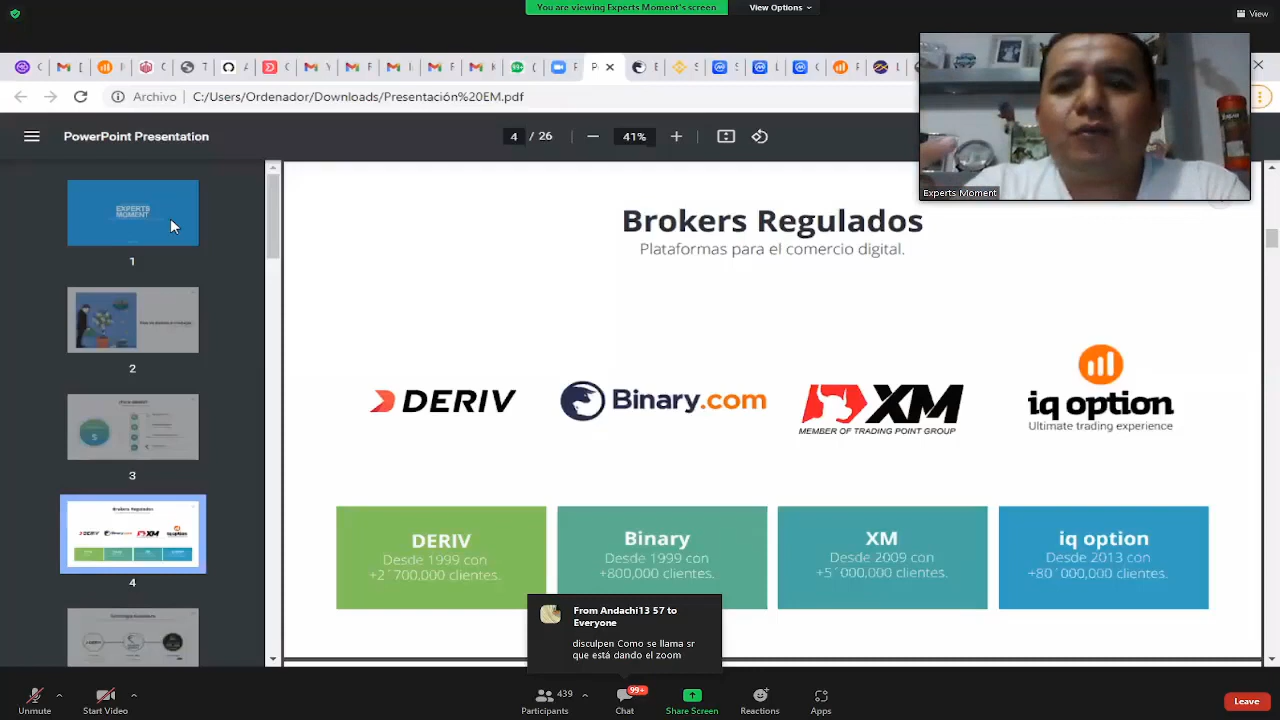 You are viewing Experts Moment's screen
View Options
View
Archivo
C:/Users/Ordenador/Downloads/Presentación%20EM.pdf
PowerPoint Presentation
4 / 26
41%
Experts Moment
EXPERTS
MOMENT
1
2
3
Brokers Regulados
4
Brokers Regulados
Plataformas para el comercio digital.
DERIV
Binary.com
XM
MEMBER OF TRADING POINT GROUP
iq option
Ultimate trading experience
DERIV
Desde 1999 con
+2´700,000 clientes.
Binary
Desde 1999 con
+800,000 clientes.
XM
Desde 2009 con
+5´000,000 clientes.
iq option
Desde 2013 con
+80´000,000 clientes.
From Andachi13 57 to
Everyone
disculpen Como se llama sr
que está dando el zoom
Unmute
Start Video
439
Participants
99+
Chat
Share Screen
Reactions
Apps
Leave